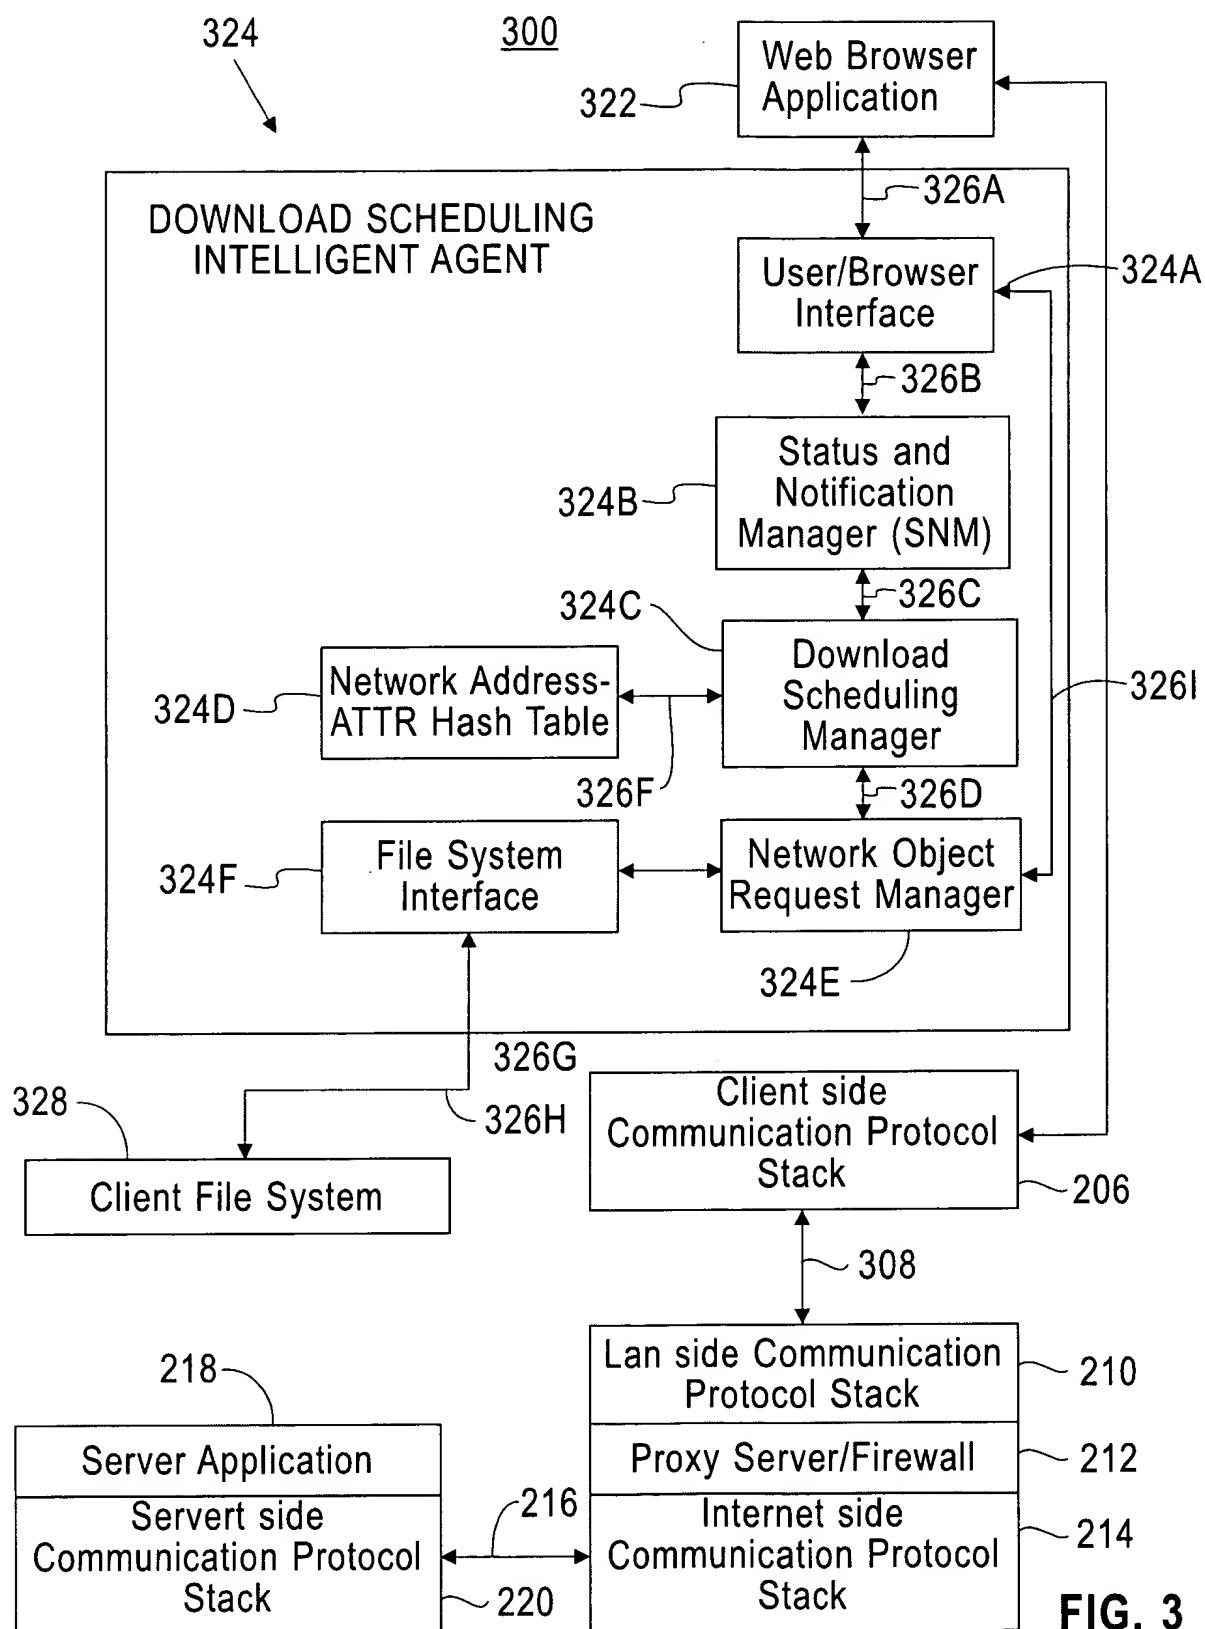 324
300
Web Browser
Application
322
326A
DOWNLOAD SCHEDULING
INTELLIGENT AGENT
User/Browser
Interface
324A
326B
Status and
Notification
Manager (SNM)
324B
326C
324C
Download
Scheduling
Manager
Network Address-
ATTR Hash Table
324D
326I
326F
326D
File System
Interface
324F
Network Object
Request Manager
324E
326G
328
326H
Client side
Communication Protocol
Stack
Client File System
206
308
Lan side Communication
Protocol Stack
210
218
Server Application
Proxy Server/Firewall
212
Servert side
Communication Protocol
Stack
216
Internet side
Communication Protocol
Stack
214
220
FIG. 3